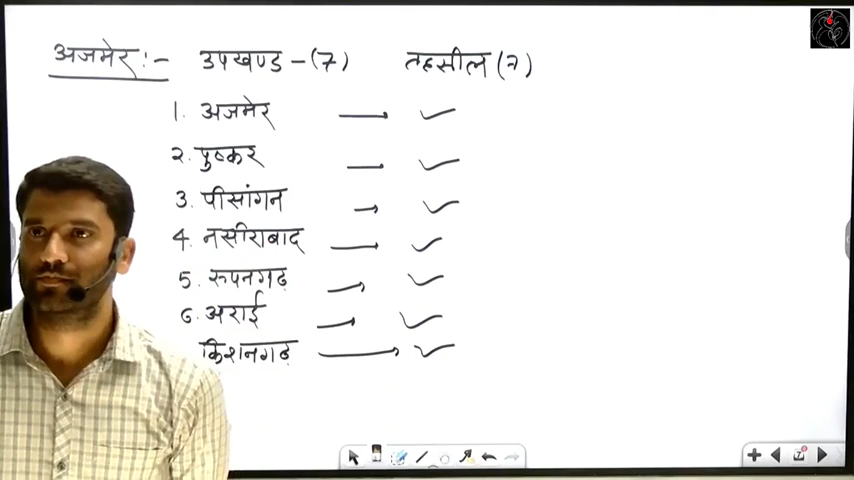 अजमेर :- उपखण्ड - (7) तहसील (7)
1. अजमेर → ✓
2. पुष्कर → ✓
3. पीसांगन → ✓
4. नसीराबाद → ✓
5. रुपनगढ़ → ✓
6. अराई → ✓
किशनगढ़ → ✓